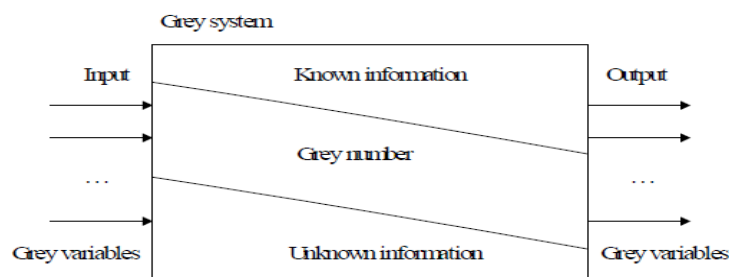 Grey system
Input
Known information
Output
Grey number
...
...
Grey variables
Unknown information
Grey variables